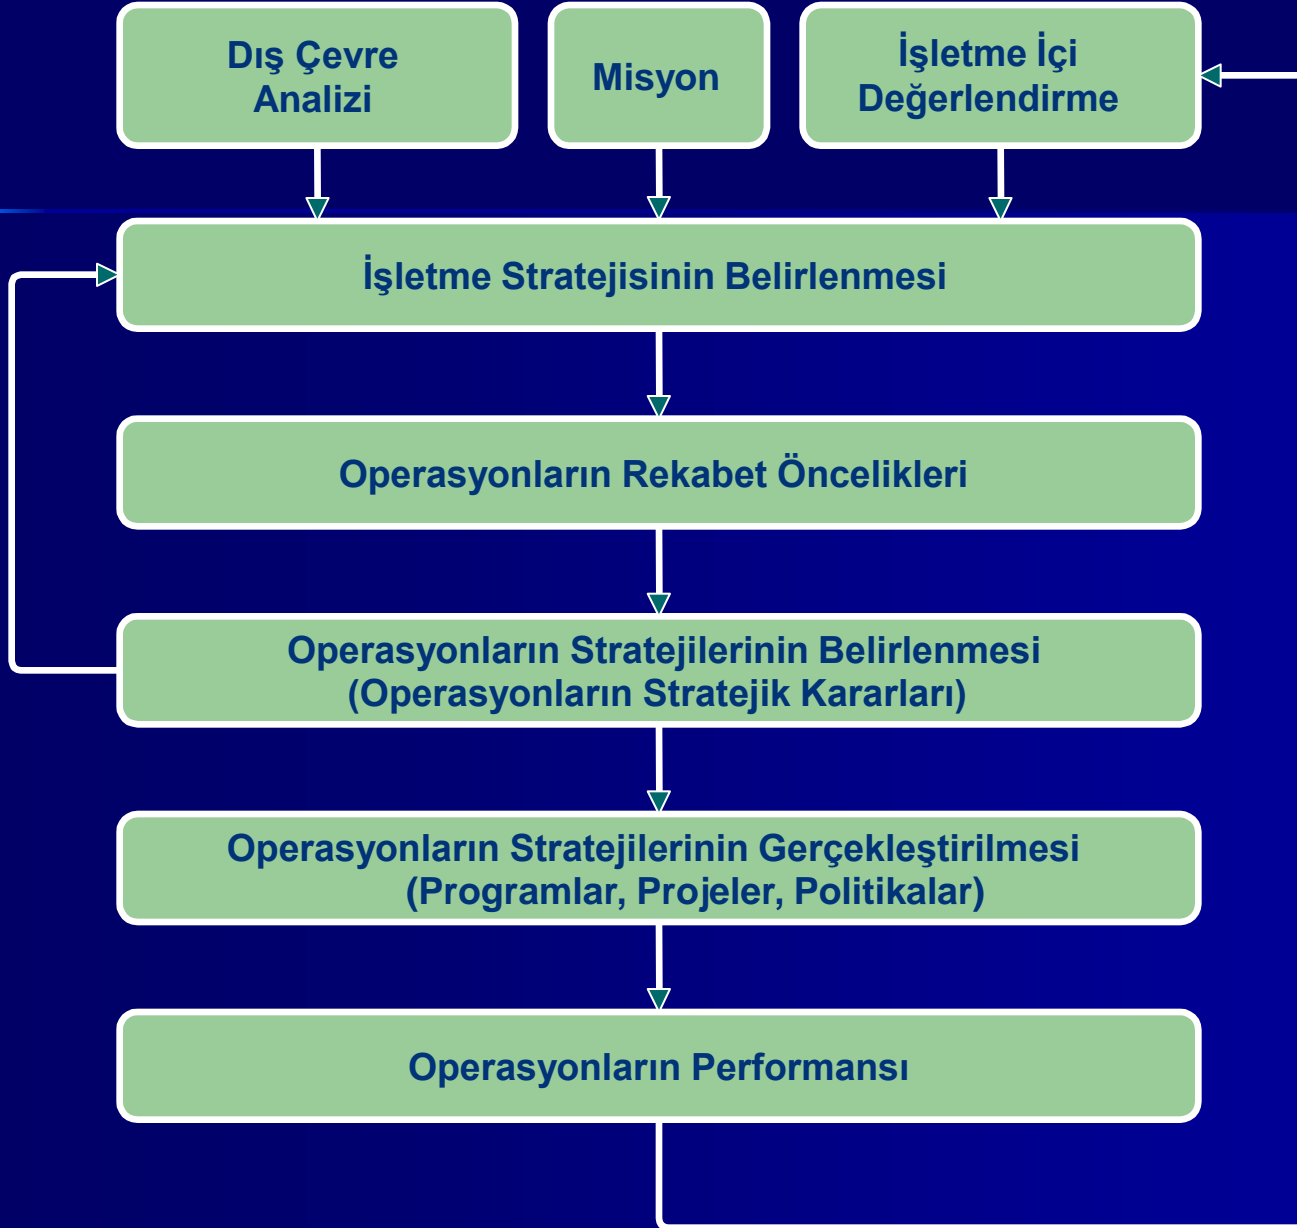 Dış Çevre
Analizi
Misyon
İşletme İçi
Değerlendirme
İşletme Stratejisinin Belirlenmesi
Operasyonların Rekabet Öncelikleri
Operasyonların Stratejilerinin Belirlenmesi
(Operasyonların Stratejik Kararları)
Operasyonların Stratejilerinin Gerçekleştirilmesi
(Programlar, Projeler, Politikalar)
Operasyonların Performansı